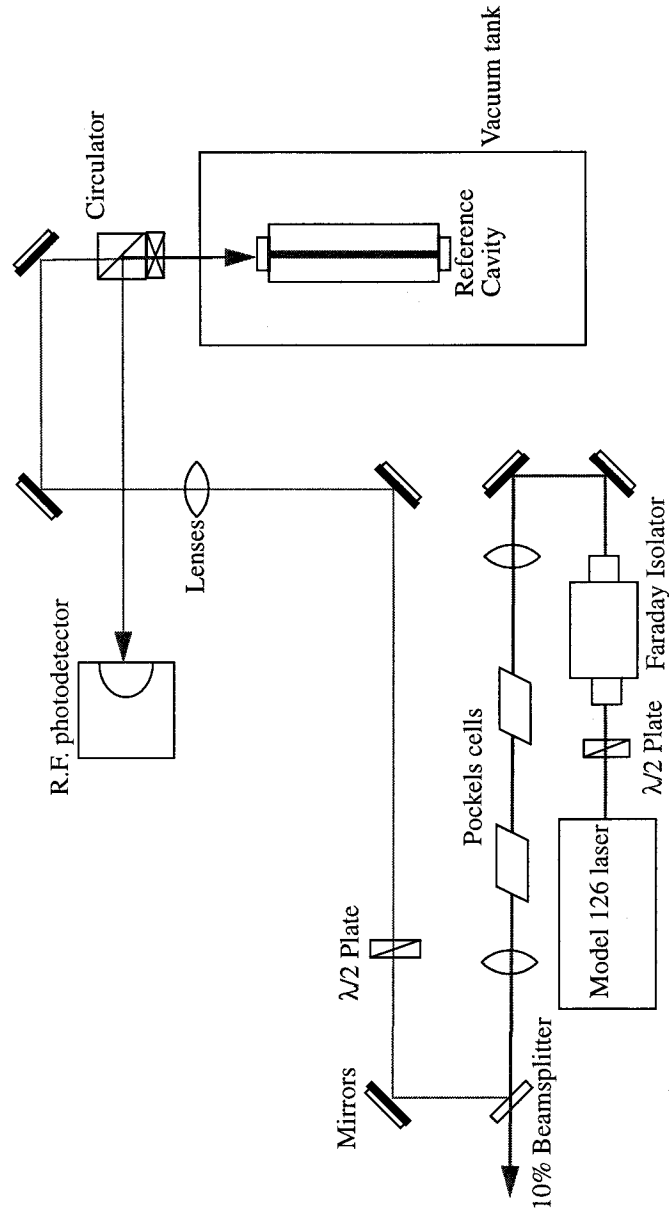 Circulator
Vacuum tank
Reference
Cavity
R.F. photodetector
Lenses
λ/2 Plate
Mirrors
Pockels cells
10% Beamsplitter
Model 126 laser
λ/2 Plate
Faraday Isolator